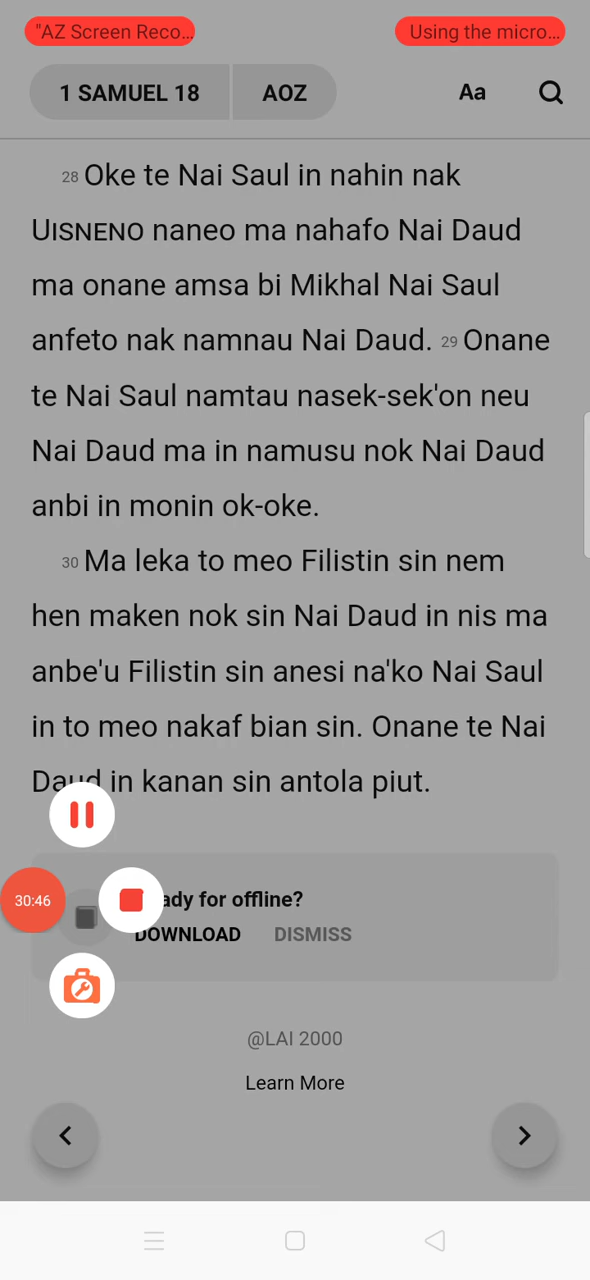 "AZ Screen Reco... Using the micro...
1 SAMUEL 18 AOZ Aa
28 Oke te Nai Saul in nahin nak
UISNENO naneo ma nahafo Nai Daud
ma onane amsa bi Mikhal Nai Saul
anfeto nak namnau Nai Daud. 29 Onane
te Nai Saul namtau nasek-sek'on neu
Nai Daud ma in namusu nok Nai Daud
anbi in monin ok-oke.
30 Ma leka to meo Filistin sin nem
hen maken nok sin Nai Daud in nis ma
anbe'u Filistin sin anesi na'ko Nai Saul
in to meo nakaf bian sin. Onane te Nai
Daud in kanan sin antola piut.
30:46
ady for offline?
DOWNLOAD DISMISS
@LAI 2000
Learn More